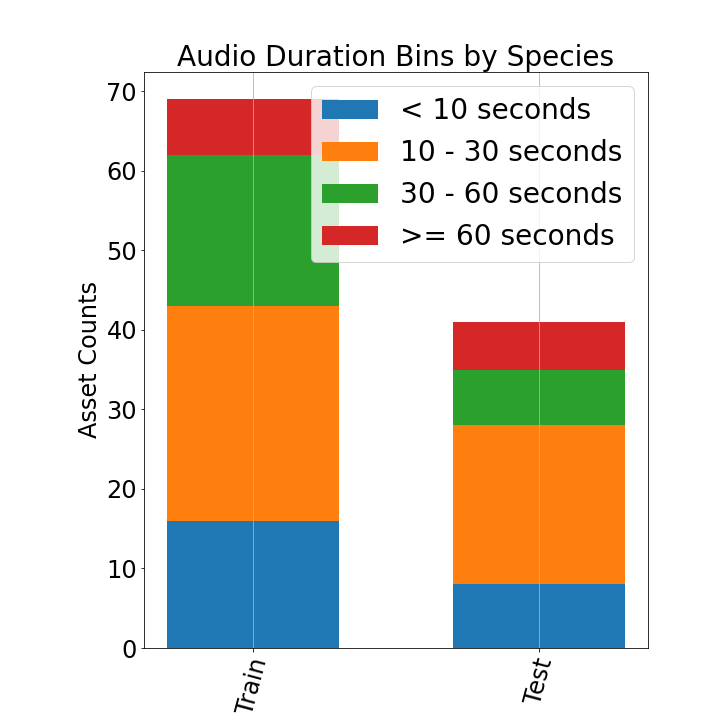 Audio Duration Bins by Species
70
60
50
40
30
20
10
0
Asset Counts
< 10 seconds
10 - 30 seconds
30 - 60 seconds
>= 60 seconds
Train
Test